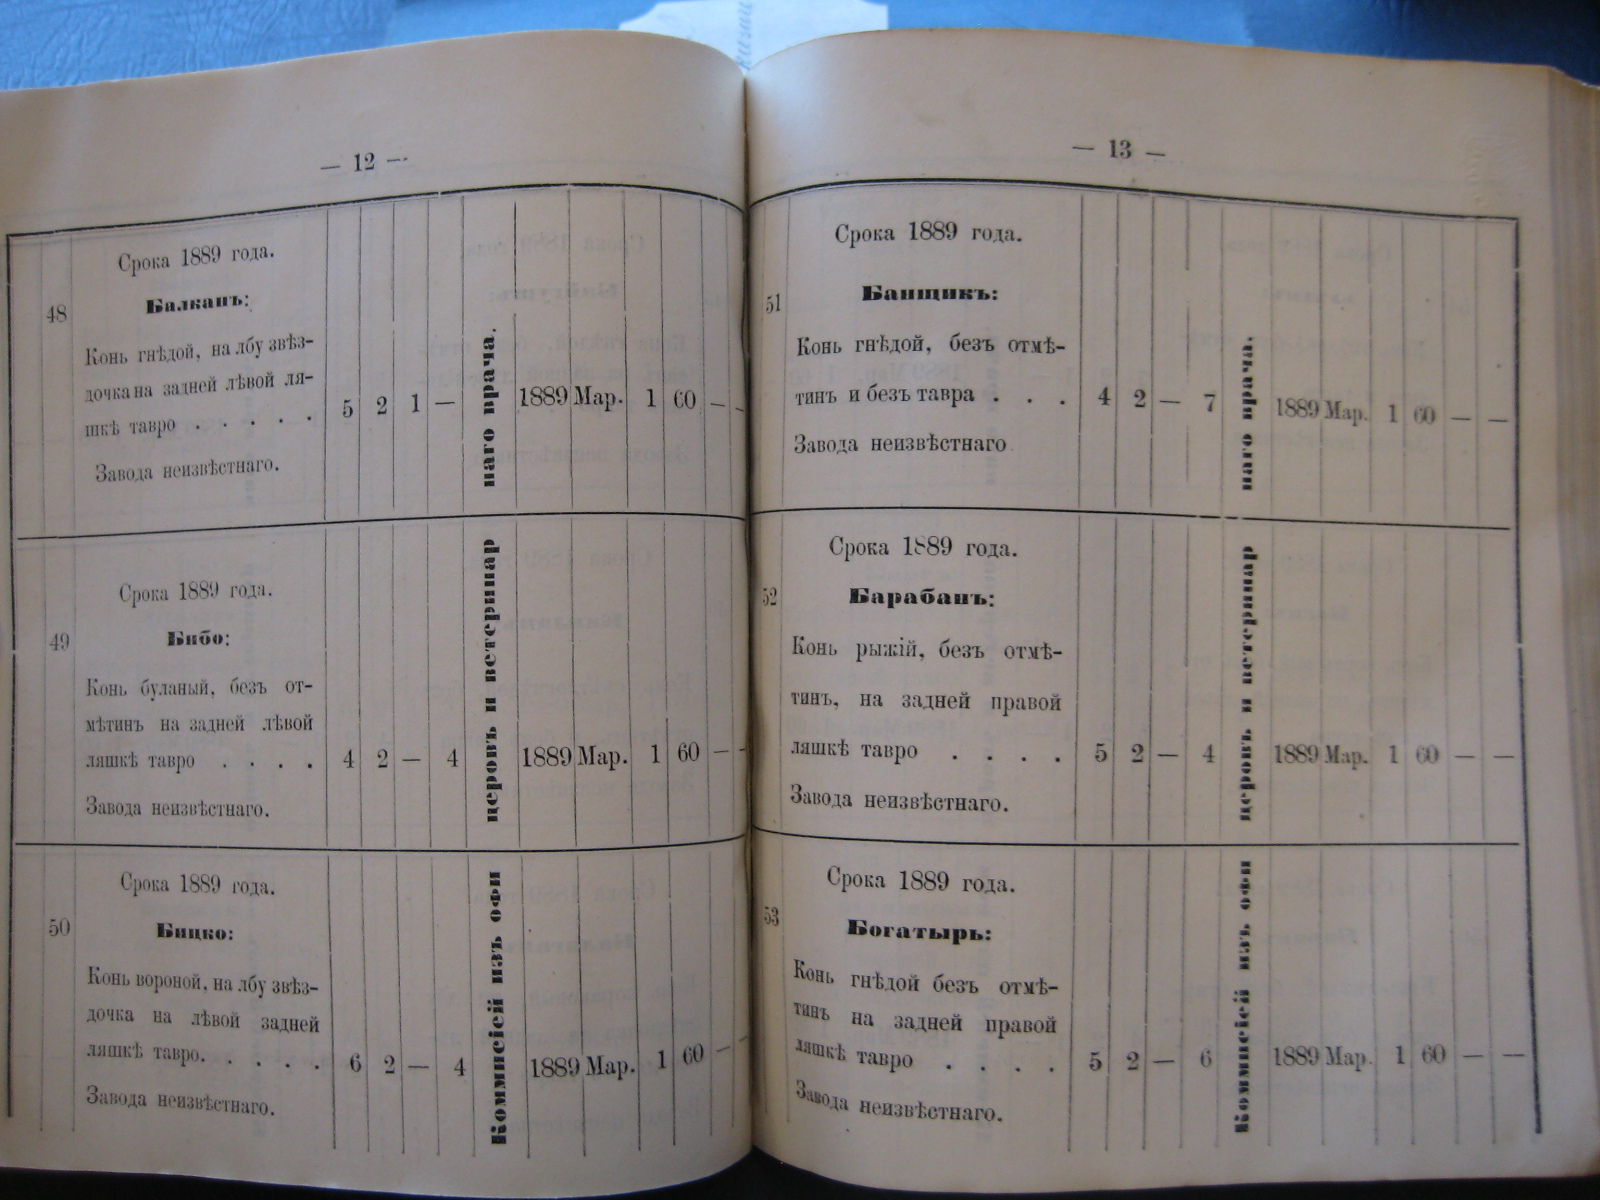 — 12 —
Срока 1889 года.
48
Балканъ:
Конь гнѣдой, на лбу звѣз-
дочка на задней лѣвой ля-
шкѣ тавро . . . . . 5 2 1 — 1889 Мар. 1 60 — —
Завода неизвѣстнаго.
наго врача.
Срока 1889 года.
49
Бибо:
Конь буланый, безъ от-
мѣтинъ на задней лѣвой
ляшкѣ тавро . . . . 4 2 — 4 1889 Мар. 1 60 — —
Завода неизвѣстнаго.
церовъ и ветеринар
Срока 1889 года.
50
Бицко:
Конь вороной, на лбу звѣз-
дочка на лѣвой задней
ляшкѣ тавро. . . . . 6 2 — 4 1889 Мар. 1 60 — —
Завода неизвѣстнаго.
Коммисіей изъ офи
— 13 —
Срока 1889 года.
51
Банщикъ:
Конь гнѣдой, безъ отмѣ-
тинъ и безъ тавра . . . 4 2 — 7 1889 Мар. 1 60 — —
Завода неизвѣстнаго
наго врача.
Срока 1889 года.
52
Барабанъ:
Конь рыжій, безъ отмѣ-
тинъ, на задней правой
ляшкѣ тавро . . . . 5 2 — 4 1889 Мар. 1 60 — —
Завода неизвѣстнаго.
церовъ и ветеринар
Срока 1889 года.
53
Богатырь:
Конь гнѣдой безъ отмѣ-
тинъ на задней правой
ляшкѣ тавро . . . . 5 2 — 6 1889 Мар. 1 60 — —
Завода неизвѣстнаго.
Коммисіей изъ офи